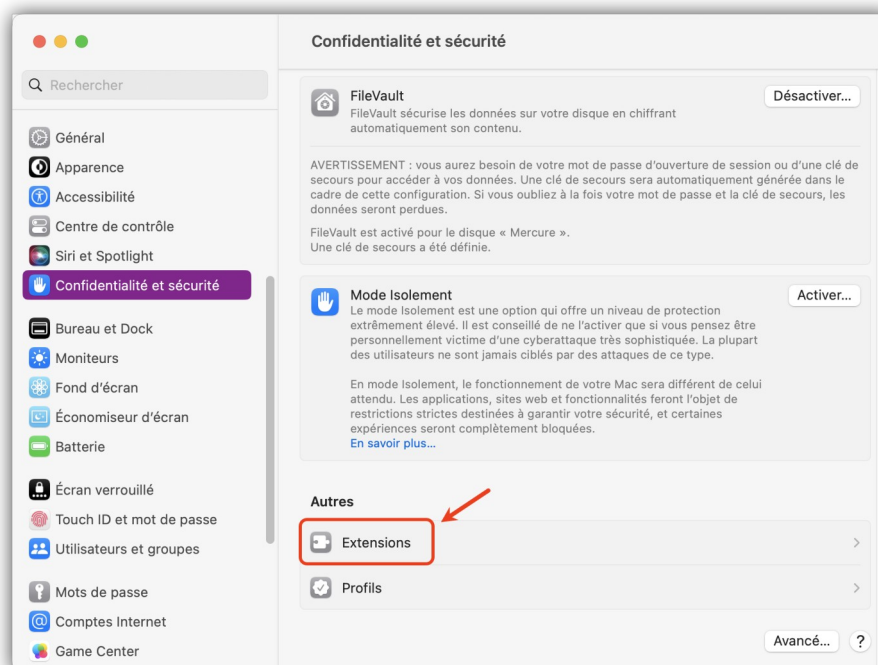 Confidentialité et sécurité
Rechercher
Général
Apparence
Accessibilité
Centre de contrôle
Siri et Spotlight
Confidentialité et sécurité
Bureau et Dock
Moniteurs
Fond d'écran
Économiseur d'écran
Batterie
Écran verrouillé
Touch ID et mot de passe
Utilisateurs et groupes
Mots de passe
Comptes Internet
Game Center
FileVault
Désactiver...
FileVault sécurise les données sur votre disque en chiffrant
automatiquement son contenu.
AVERTISSEMENT : vous aurez besoin de votre mot de passe d'ouverture de session ou d'une clé de
secours pour accéder à vos données. Une clé de secours sera automatiquement générée dans le
cadre de cette configuration. Si vous oubliez à la fois votre mot de passe et la clé de secours, les
données seront perdues.
FileVault est activé pour le disque « Mercure ».
Une clé de secours a été définie.
Mode Isolement
Activer...
Le mode Isolement est une option qui offre un niveau de protection
extrêmement élevé. Il est conseillé de ne l'activer que si vous pensez être
personnellement victime d'une cyberattaque très sophistiquée. La plupart
des utilisateurs ne sont jamais ciblés par des attaques de ce type.
En mode Isolement, le fonctionnement de votre Mac sera différent de celui
attendu. Les applications, sites web et fonctionnalités feront l'objet de
restrictions strictes destinées à garantir votre sécurité, et certaines
expériences seront complètement bloquées.
En savoir plus...
Autres
Extensions
Profils
Avancé...
?